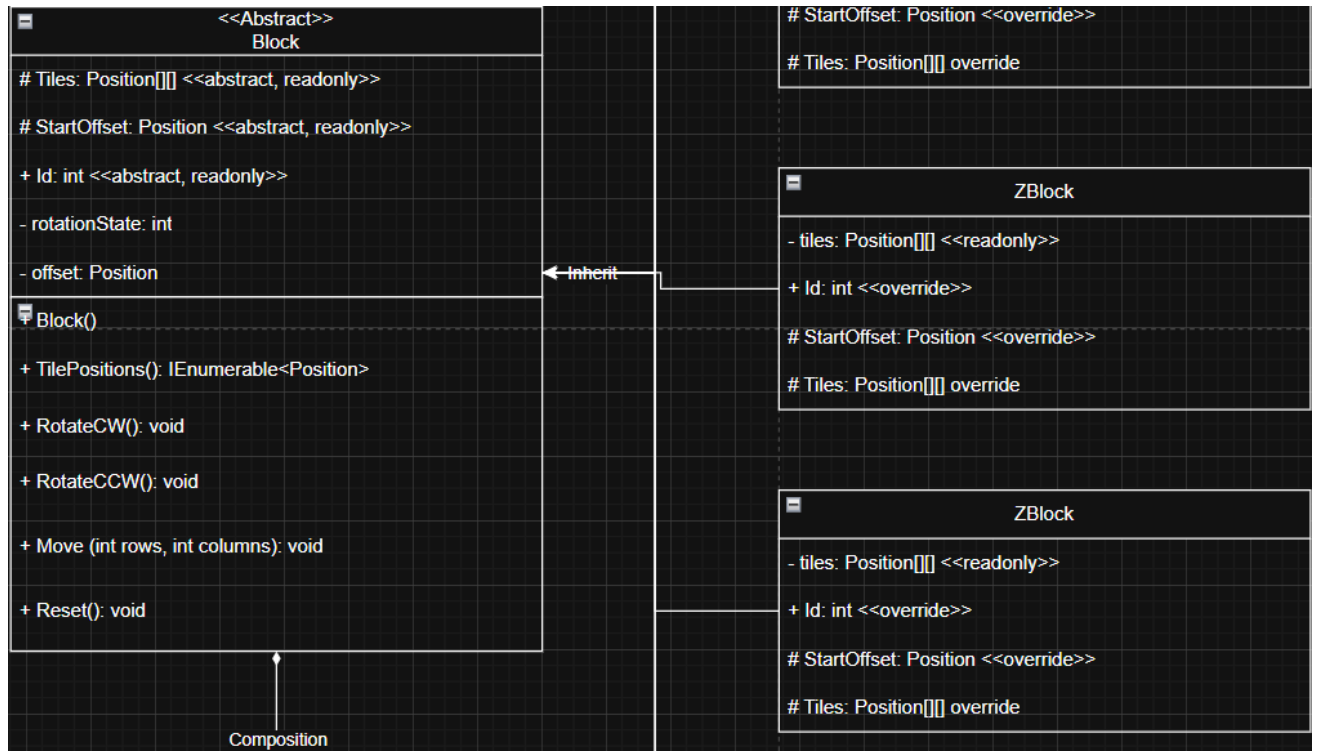 <<Abstract>>
Block
# Tiles: Position[][] <<abstract, readonly>>
# StartOffset: Position <<abstract, readonly>>
+ Id: int <<abstract, readonly>>
- rotationState: int
- offset: Position
+ Block()
+ TilePositions(): IEnumerable<Position>
+ RotateCW(): void
+ RotateCCW(): void
+ Move (int rows, int columns): void
+ Reset(): void
Composition
Inherit
# StartOffset: Position <<override>>
# Tiles: Position[][] override
ZBlock
- tiles: Position[][] <<readonly>>
+ Id: int <<override>>
# StartOffset: Position <<override>>
# Tiles: Position[][] override
ZBlock
- tiles: Position[][] <<readonly>>
+ Id: int <<override>>
# StartOffset: Position <<override>>
# Tiles: Position[][] override